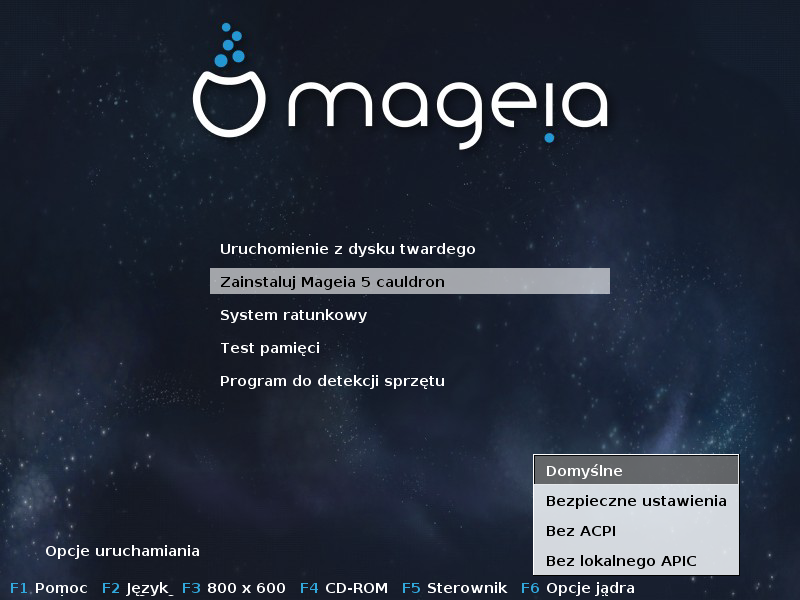 mageia
Uruchomienie z dysku twardego
Zainstaluj Mageia 5 cauldron
System ratunkowy
Test pamięci
Program do detekcji sprzętu
Domyślne
Bezpieczne ustawienia
Bez ACPI
Bez lokalnego APIC
Opcje uruchamiania
F1 Pomoc F2 Język F3 800 x 600 F4 CD-ROM F5 Sterownik F6 Opcje jądra